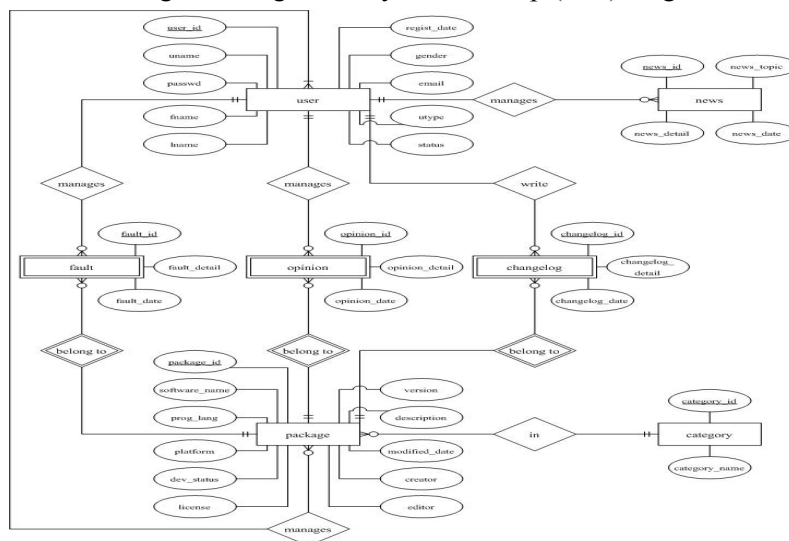 user_id
uname
passwd
fname
lname
regist_date
gender
email
utype
status
user
manages
news_id
news_topic
news
news_detail
news_date
manages
manages
write
fault_id
fault
fault_detail
fault_date
opinion_id
opinion
opinion_detail
opinion_date
changelog_id
changelog
changelog_
detail
changelog_date
belong to
belong to
belong to
package_id
software_name
prog_lang
platform
dev_status
license
package
version
description
modified_date
creator
editor
in
category_id
category
category_name
manages